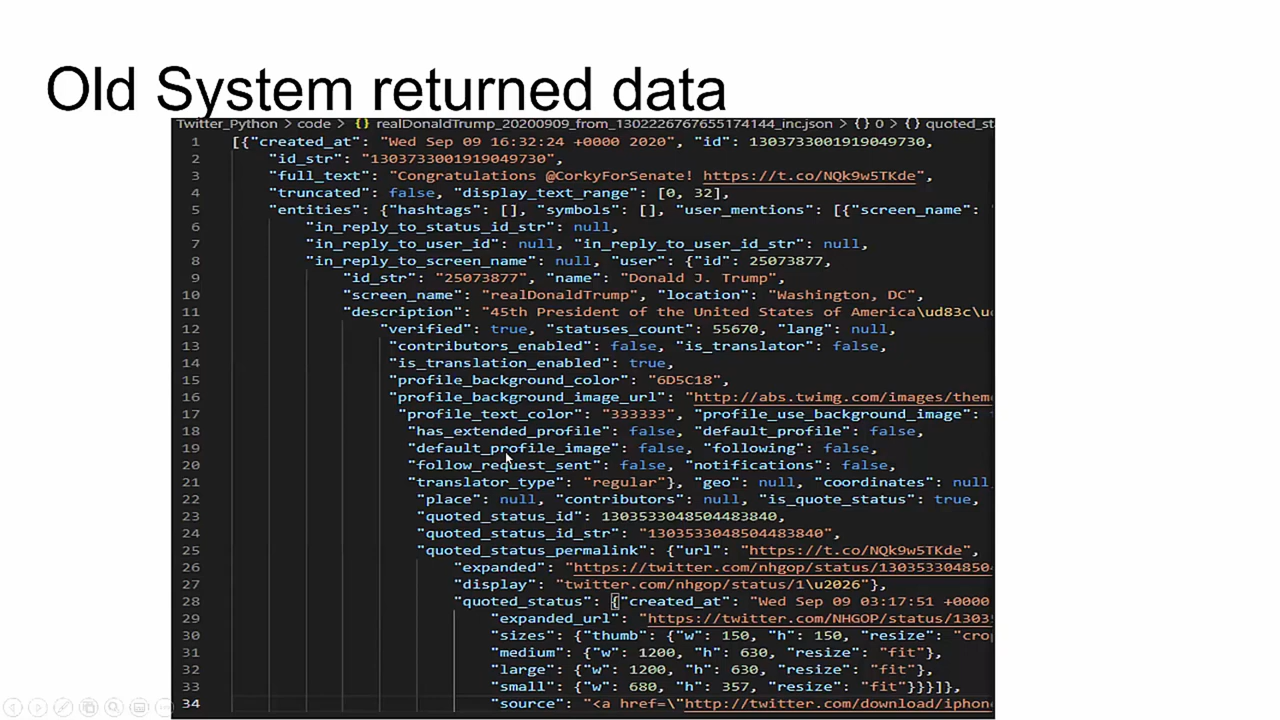 Old System returned data
Twitter_Python > code > {} realDonaldTrump_20200909_from_1302226767655174144_inc.json > {} 0 > {} quoted_st
1 [{"created_at": "Wed Sep 09 16:32:24 +0000 2020", "id": 1303733001919049730,
2 "id_str": "1303733001919049730",
3 "full_text": "Congratulations @CorkyForSenate! https://t.co/NQk9w5TKde",
4 "truncated": false, "display_text_range": [0, 32],
5 "entities": {"hashtags": [], "symbols": [], "user_mentions": [{"screen_name": "
6 "in_reply_to_status_id_str": null,
7 "in_reply_to_user_id": null, "in_reply_to_user_id_str": null,
8 "in_reply_to_screen_name": null, "user": {"id": 25073877,
9 "id_str": "25073877", "name": "Donald J. Trump",
10 "screen_name": "realDonaldTrump", "location": "Washington, DC",
11 "description": "45th President of the United States of America\ud83c\u
12 "verified": true, "statuses_count": 55670, "lang": null,
13 "contributors_enabled": false, "is_translator": false,
14 "is_translation_enabled": true,
15 "profile_background_color": "6D5C18",
16 "profile_background_image_url": "http://abs.twimg.com/images/them
17 "profile_text_color": "333333", "profile_use_background_image":
18 "has_extended_profile": false, "default_profile": false,
19 "default_profile_image": false, "following": false,
20 "follow_request_sent": false, "notifications": false,
21 "translator_type": "regular"}, "geo": null, "coordinates": null
22 "place": null, "contributors": null, "is_quote_status": true,
23 "quoted_status_id": 1303533048504483840,
24 "quoted_status_id_str": "1303533048504483840",
25 "quoted_status_permalink": {"url": "https://t.co/NQk9w5TKde",
26 "expanded": "https://twitter.com/nhgop/status/1303533048504
27 "display": "twitter.com/nhgop/status/1\u2026"},
28 "quoted_status": {"created_at": "Wed Sep 09 03:17:51 +0000
29 "expanded_url": "https://twitter.com/NHGOP/status/1303
30 "sizes": {"thumb": {"w": 150, "h": 150, "resize": "cro
31 "medium": {"w": 1200, "h": 630, "resize": "fit"},
32 "large": {"w": 1200, "h": 630, "resize": "fit"},
33 "small": {"w": 680, "h": 357, "resize": "fit"}}}]},
34 "source": "<a href=\"http://twitter.com/download/iphon